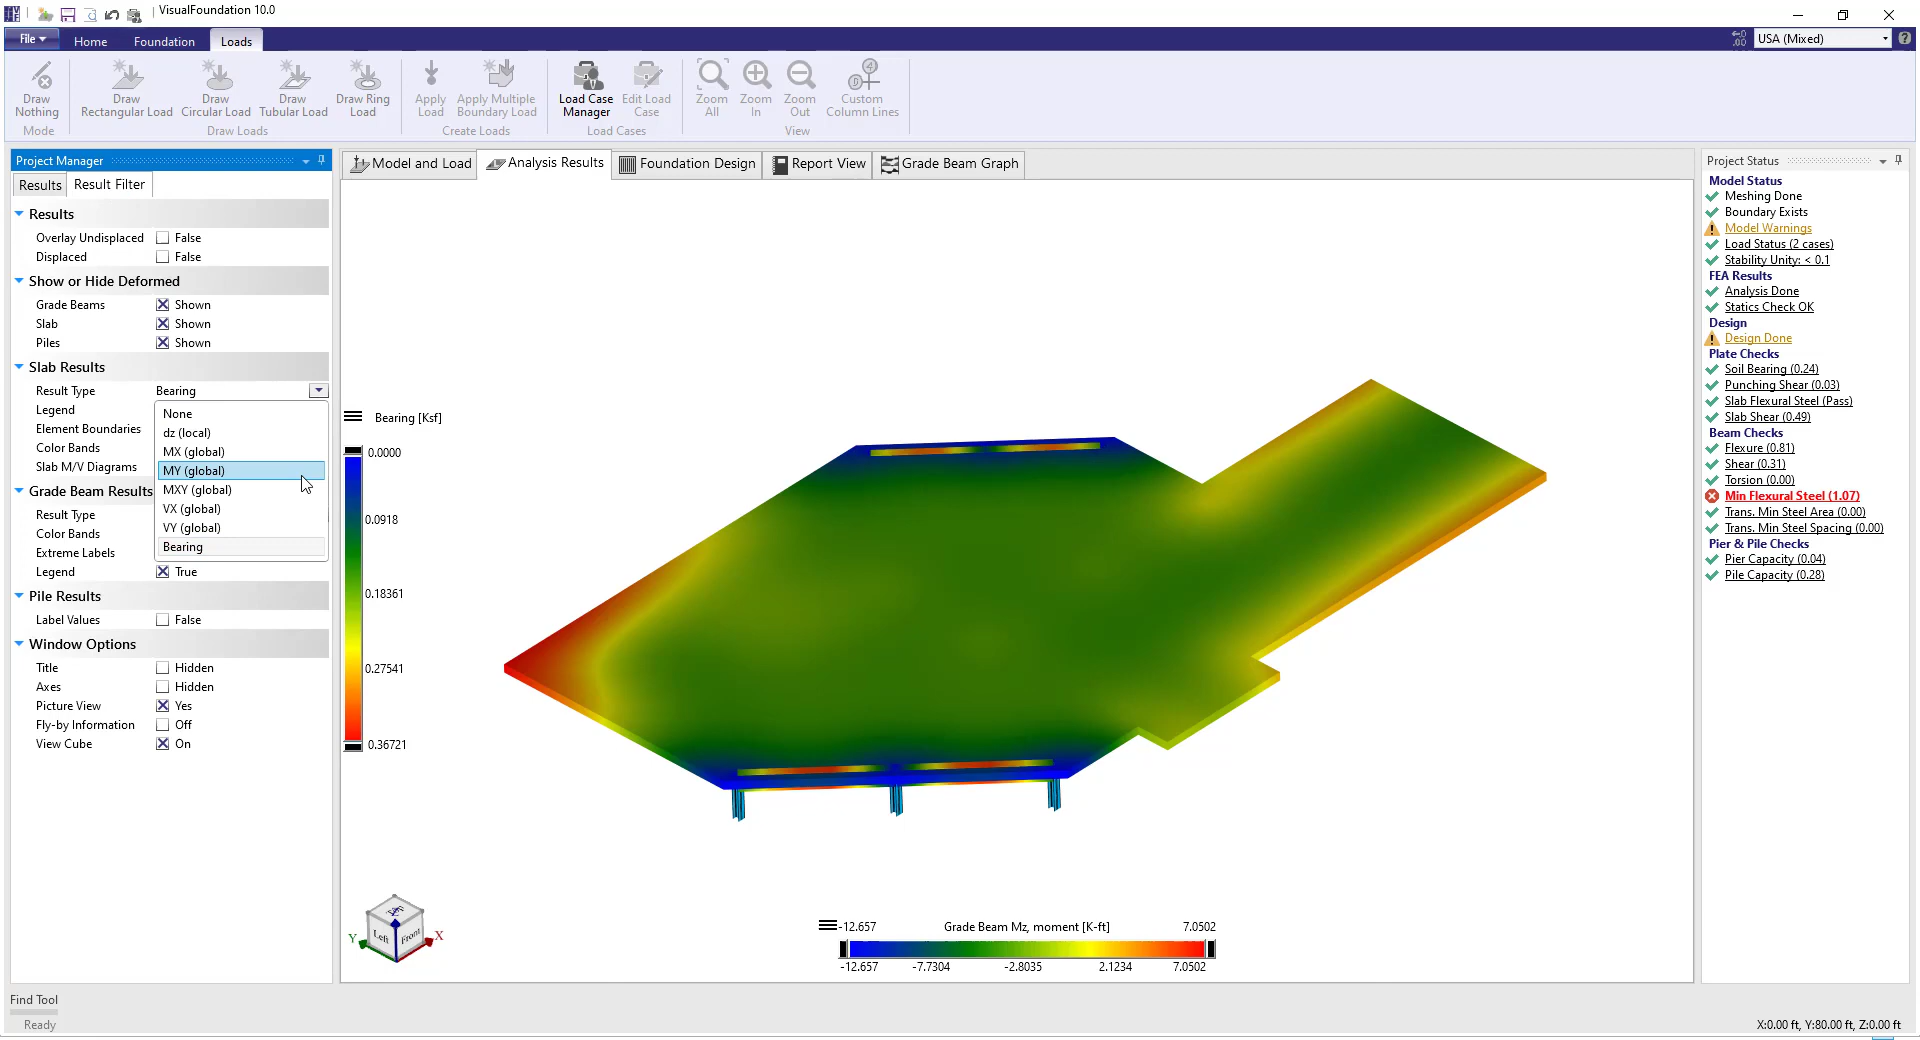 VisualFoundation 10.0
File
Home
Foundation
Loads
USA (Mixed)
Draw Nothing
Draw Rectangular Load
Draw Circular Load
Draw Tubular Load
Draw Ring Load
Apply Load
Apply Multiple Boundary Load
Load Case Manager
Edit Load Case
Zoom All
Zoom In
Zoom Out
Custom Column Lines
Mode
Draw Loads
Create Loads
Load Cases
View
Project Manager
Results
Result Filter
Results
Overlay Undisplaced False
Displaced False
Show or Hide Deformed
Grade Beams Shown
Slab Shown
Piles Shown
Slab Results
Result Type Bearing
Legend
Element Boundaries
Color Bands
Slab M/V Diagrams
None
dz (local)
MX (global)
MY (global)
MXY (global)
VX (global)
VY (global)
Bearing
Grade Beam Results
Result Type
Color Bands
Extreme Labels
Legend True
Pile Results
Label Values False
Window Options
Title Hidden
Axes Hidden
Picture View Yes
Fly-by Information Off
View Cube On
Model and Load
Analysis Results
Foundation Design
Report View
Grade Beam Graph
Bearing [Ksf]
0.0000
0.0918
0.18361
0.27541
0.36721
Left
Front
Y
X
-12.657 Grade Beam Mz, moment [K-ft] 7.0502
-12.657 -7.7304 -2.8035 2.1234 7.0502
Project Status
Model Status
Meshing Done
Boundary Exists
Model Warnings
Load Status (2 cases)
Stability Unity: < 0.1
FEA Results
Analysis Done
Statics Check OK
Design
Design Done
Plate Checks
Soil Bearing (0.24)
Punching Shear (0.03)
Slab Flexural Steel (Pass)
Slab Shear (0.49)
Beam Checks
Flexure (0.81)
Shear (0.31)
Torsion (0.00)
Min Flexural Steel (1.07)
Trans. Min Steel Area (0.00)
Trans. Min Steel Spacing (0.00)
Pier & Pile Checks
Pier Capacity (0.04)
Pile Capacity (0.28)
Find Tool
Ready
X:0.00 ft, Y:80.00 ft, Z:0.00 ft